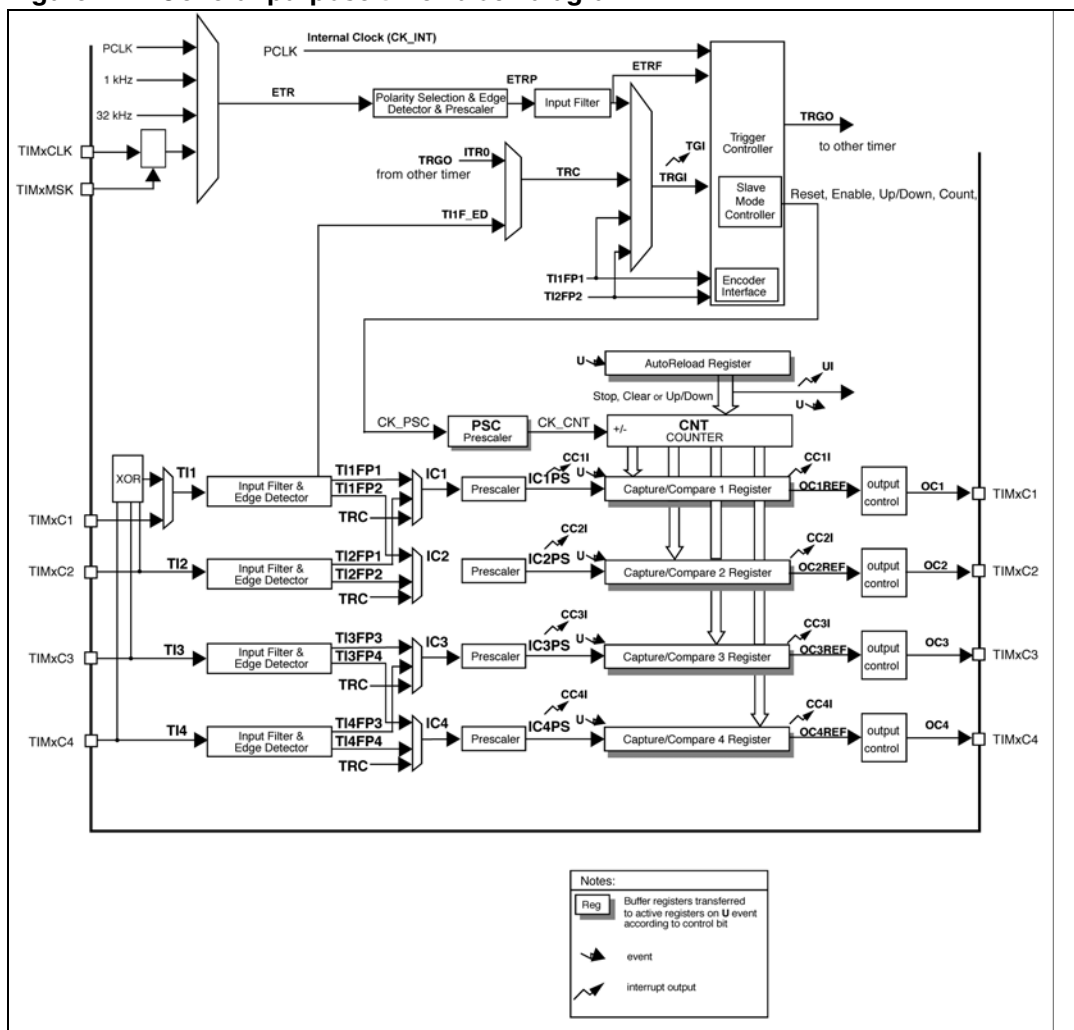 PCLK
1 kHz
32 kHz
TIMxCLK
TIMxMSK
ETR
Internal Clock (CK_INT)
PCLK
ETRP
ETRF
Polarity Selection & Edge
Detector & Prescaler
Input Filter
ITR0
TRGO
from other timer
TRC
TI1F_ED
TGI
TRGI
Trigger
Controller
TRGO
to other timer
Slave
Mode
Controller
Reset, Enable, Up/Down, Count,
TI1FP1
TI2FP2
Encoder
Interface
U
AutoReload Register
UI
Stop, Clear or Up/Down
U
CK_PSC
PSC
Prescaler
CK_CNT
+/-
CNT
COUNTER
XOR
TI1
Input Filter &
Edge Detector
TI1FP1
TI1FP2
TRC
IC1
Prescaler
CC1I
IC1PS
U
Capture/Compare 1 Register
CC1I
OC1REF
output
control
OC1
TIMxC1
TIMxC1
TIMxC2
TI2
Input Filter &
Edge Detector
TI2FP1
TI2FP2
TRC
IC2
Prescaler
CC2I
IC2PS
U
Capture/Compare 2 Register
CC2I
OC2REF
output
control
OC2
TIMxC2
TIMxC3
TI3
Input Filter &
Edge Detector
TI3FP3
TI3FP4
TRC
IC3
Prescaler
CC3I
IC3PS
U
Capture/Compare 3 Register
CC3I
OC3REF
output
control
OC3
TIMxC3
TIMxC4
TI4
Input Filter &
Edge Detector
TI4FP3
TI4FP4
TRC
IC4
Prescaler
CC4I
IC4PS
U
Capture/Compare 4 Register
CC4I
OC4REF
output
control
OC4
TIMxC4
Notes:
Reg
Buffer registers transferred
to active registers on U event
according to control bit
event
interrupt output